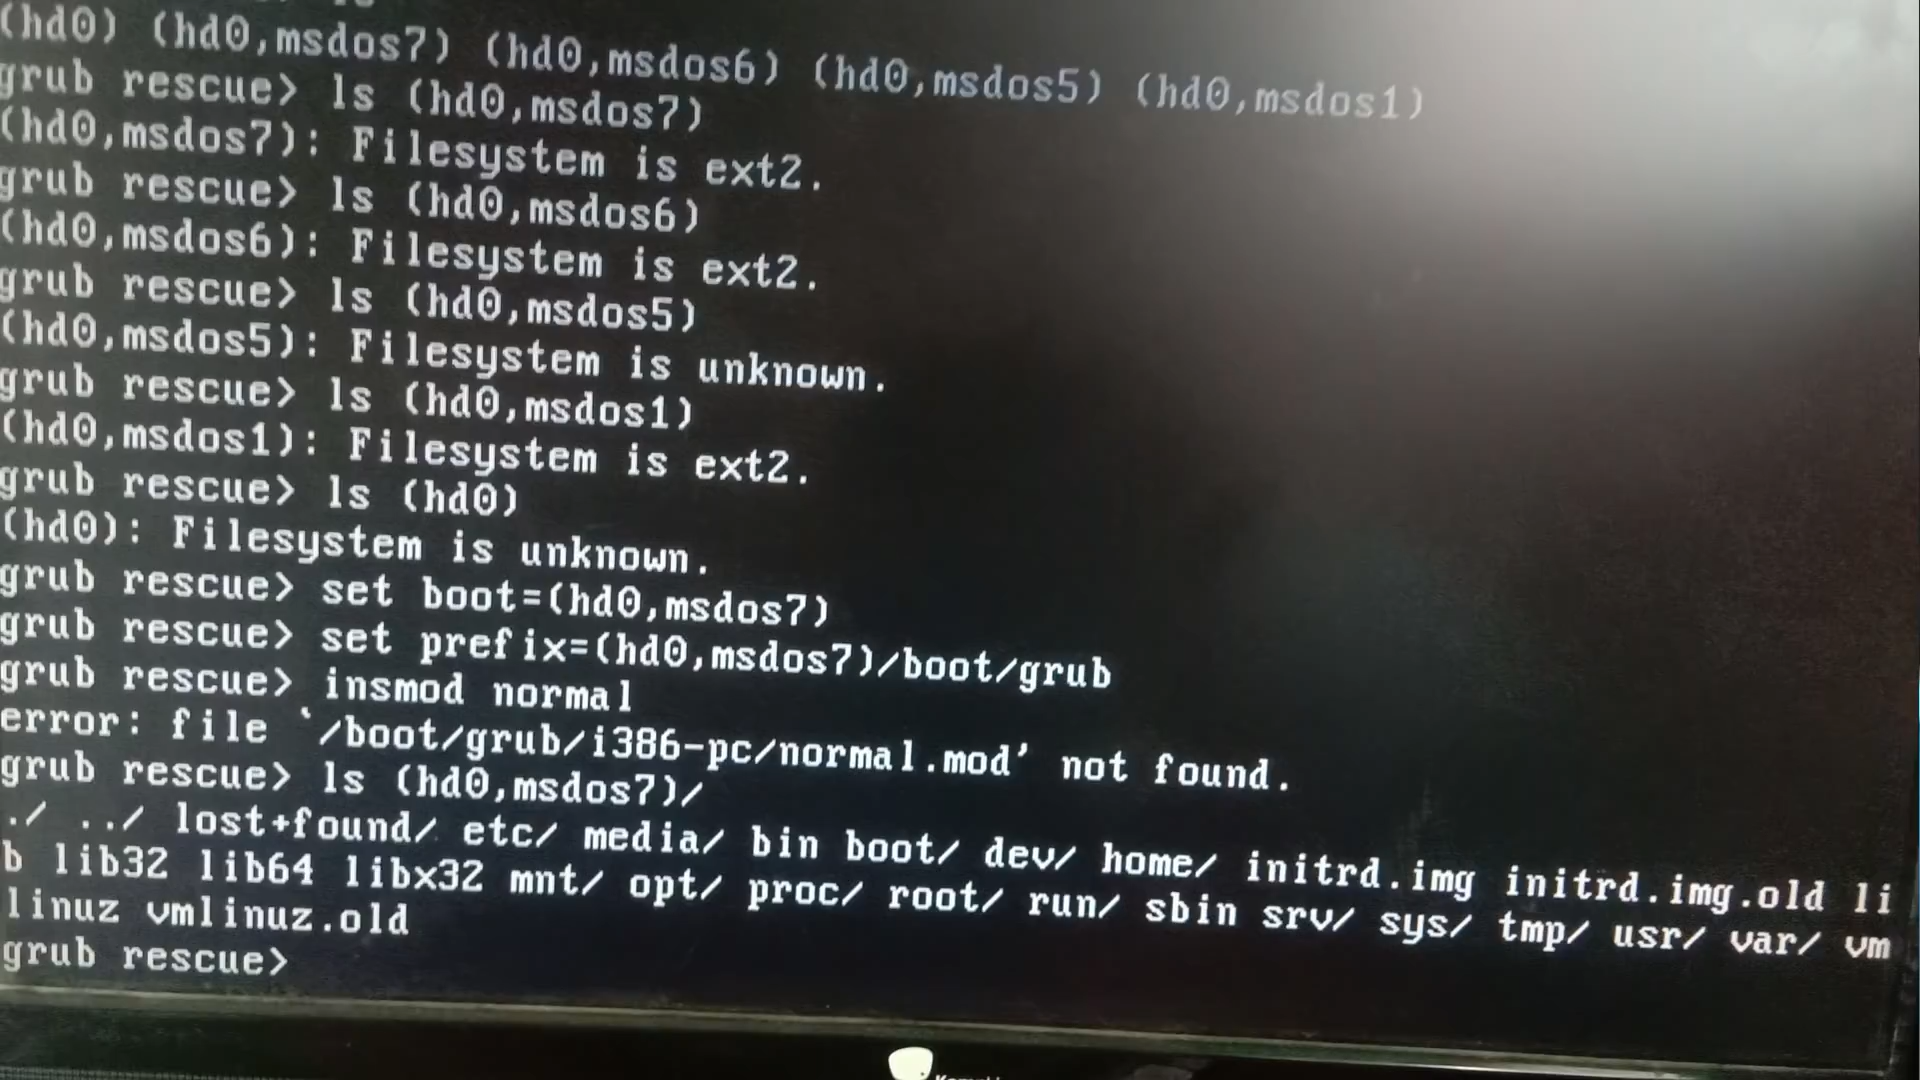 (hd0) (hd0,msdos7) (hd0,msdos6) (hd0,msdos5) (hd0,msdos1)
grub rescue> ls (hd0,msdos7)
(hd0,msdos7): Filesystem is ext2.
grub rescue> ls (hd0,msdos6)
(hd0,msdos6): Filesystem is ext2.
grub rescue> ls (hd0,msdos5)
(hd0,msdos5): Filesystem is unknown.
grub rescue> ls (hd0,msdos1)
(hd0,msdos1): Filesystem is ext2.
grub rescue> ls (hd0)
(hd0): Filesystem is unknown.
grub rescue> set boot=(hd0,msdos7)
grub rescue> set prefix=(hd0,msdos7)/boot/grub
grub rescue> insmod normal
error: file `/boot/grub/i386-pc/normal.mod' not found.
grub rescue> ls (hd0,msdos7)/
./ ../ lost+found/ etc/ media/ bin boot/ dev/ home/ initrd.img initrd.img.old li
b lib32 lib64 libx32 mnt/ opt/ proc/ root/ run/ sbin srv/ sys/ tmp/ usr/ var/ vm
linuz vmlinuz.old
grub rescue>